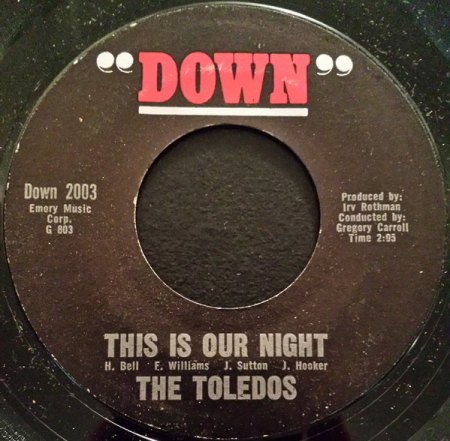 ““DOWN””
Down 2003
Emory Music
Corp.
G 803
Produced by:
Irv Rothman
Conducted by:
Gregory Carroll
Time 2:05
THIS IS OUR NIGHT
H. Bell E. Williams J. Sutton J. Hooker
THE TOLEDOS